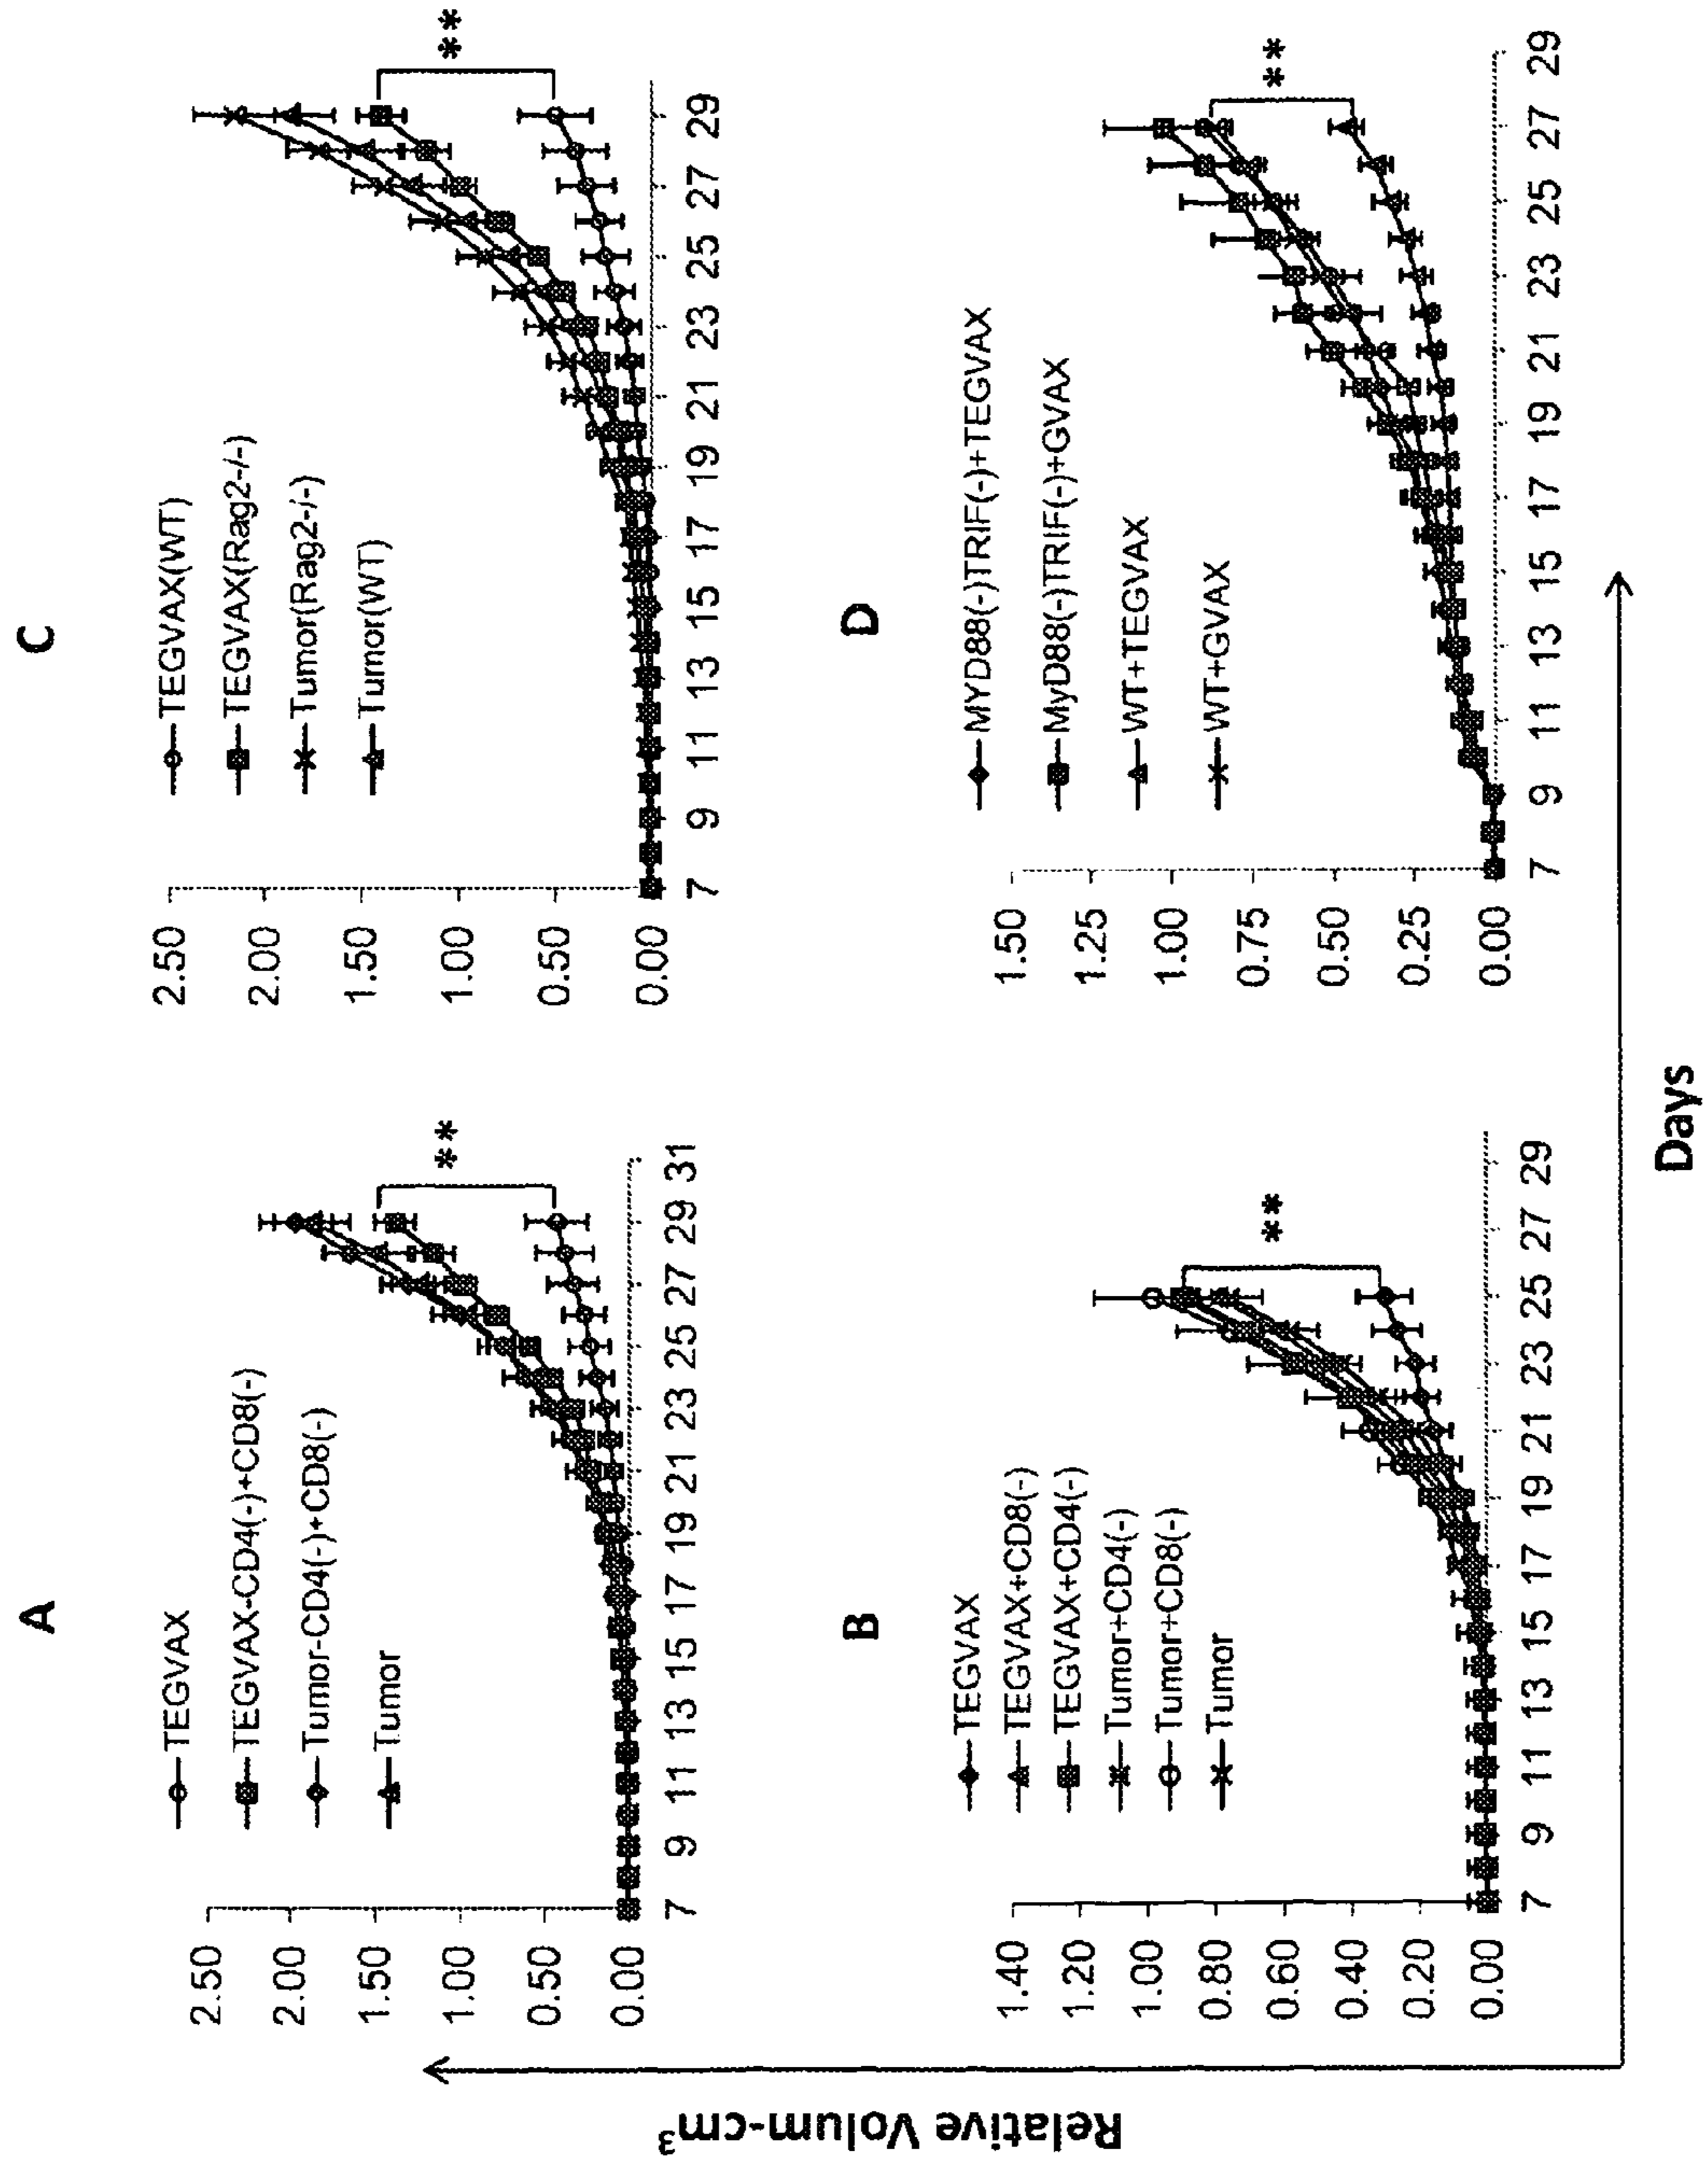 A
2.50
2.00
1.50
1.00
0.50
0.00
TEGVAX
TEGVAX-CD4(-)+CD8(-)
Tumor-CD4(-)+CD8(-)
Tumor
**
7 9 11 13 15 17 19 21 23 25 27 29 31
C
2.50
2.00
1.50
1.00
0.50
0.00
TEGVAX(WT)
TEGVAX(Rag2-/-)
Tumor(Rag2-/-)
Tumor(WT)
**
7 9 11 13 15 17 19 21 23 25 27 29
B
1.40
1.20
1.00
0.80
0.60
0.40
0.20
0.00
TEGVAX
TEGVAX+CD8(-)
TEGVAX+CD4(-)
Tumor+CD4(-)
Tumor+CD8(-)
Tumor
**
7 9 11 13 15 17 19 21 23 25 27 29
D
1.50
1.25
1.00
0.75
0.50
0.25
0.00
MYD88(-)TRIF(-)+TEGVAX
MyD88(-)TRIF(-)+GVAX
WT+TEGVAX
WT+GVAX
**
7 9 11 13 15 17 19 21 23 25 27 29
Relative Volum-cm³
Days